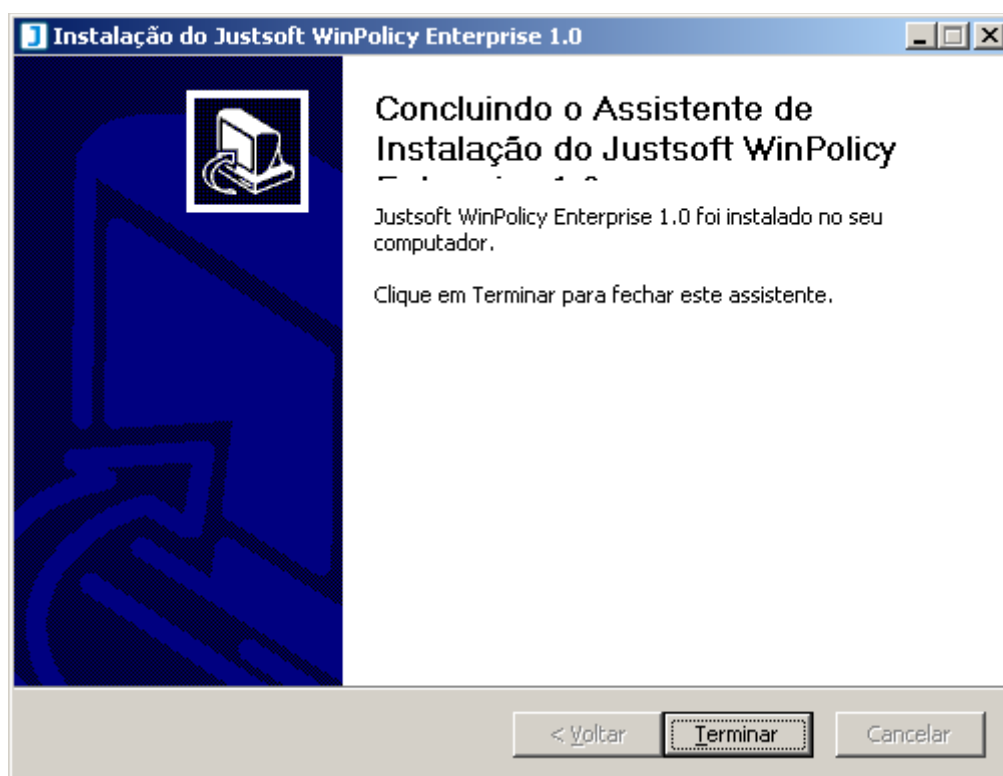 Instalação do Justsoft WinPolicy Enterprise 1.0
Concluindo o Assistente de
Instalação do Justsoft WinPolicy
Justsoft WinPolicy Enterprise 1.0 foi instalado no seu
computador.
Clique em Terminar para fechar este assistente.
< Voltar
Terminar
Cancelar